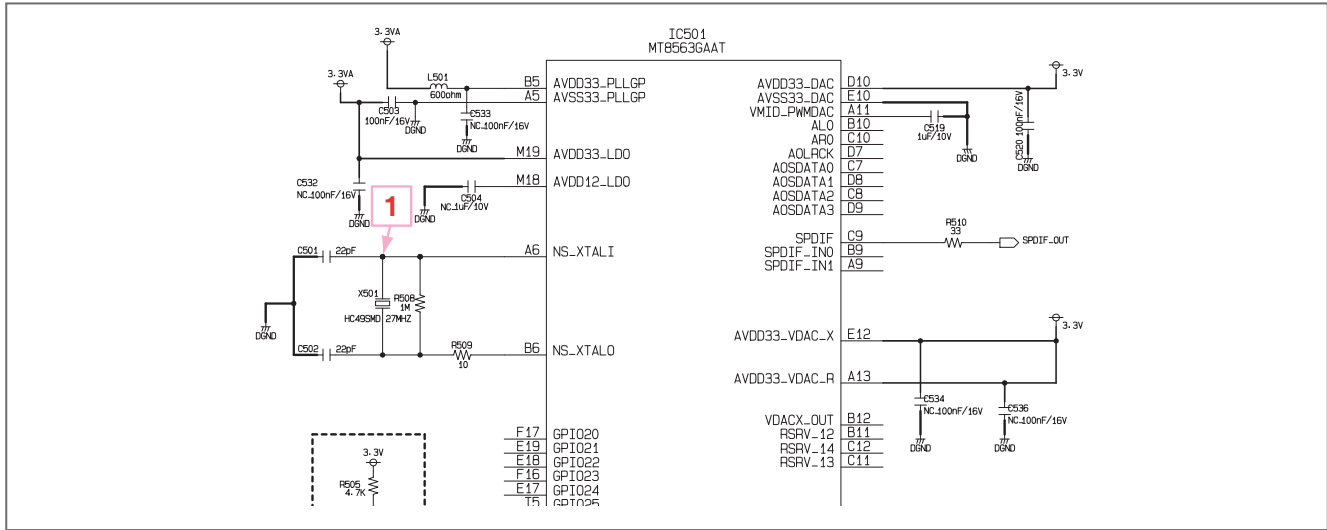 IC501
MT8563GAAT
3.3VA
3.3VA
L501
600ohm
C503
100nF/16V
DGND
C533
NC_100nF/16V
DGND
B5 AVDD33_PLLGP
A5 AVSS33_PLLGP
M19 AVDD33_LDO
M18 AVDD12_LDO
C532
NC_100nF/16V
DGND
C504
NC_1uF/10V
DGND
1
C501 22pF
A6 NS_XTALI
X501
HC49SMD 27MHZ
R508
1M
DGND
C502 22pF
R509
10
B6 NS_XTALO
F17 GPIO20
E19 GPIO21
E18 GPIO22
F16 GPIO23
E17 GPIO24
T5 GPIO25
3.3V
R505
4.7K
AVDD33_DAC D10
AVSS33_DAC E10
VMID_PWMDAC A11
AL0 B10
AR0 C10
AOLRCK D7
AOSDATA0 C7
AOSDATA1 D8
AOSDATA2 C8
AOSDATA3 D9
SPDIF C9
SPDIF_IN0 B9
SPDIF_IN1 A9
3.3V
C519
1uF/10V
DGND
C520 100nF/16V
DGND
R510
33
SPDIF_OUT
AVDD33_VDAC_X E12
AVDD33_VDAC_R A13
3.3V
C534
NC_100nF/16V
DGND
C536
NC_100nF/16V
DGND
VDACX_OUT B12
RSRV_12 B11
RSRV_14 C12
RSRV_13 C11